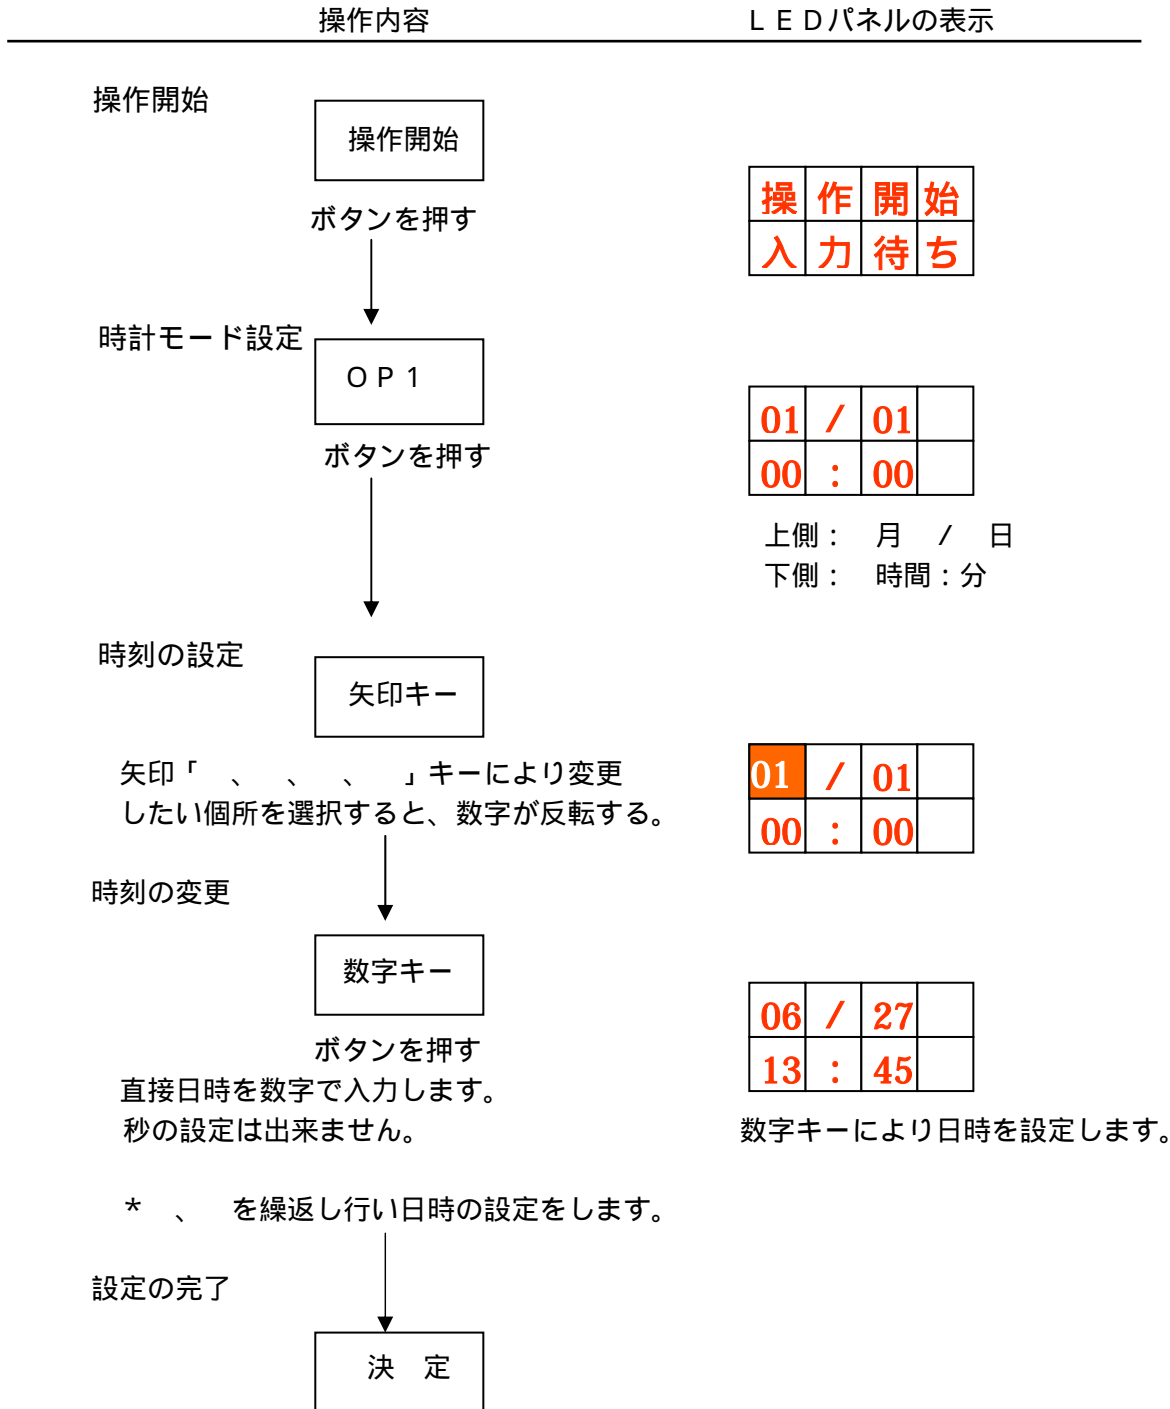 操作内容　ＬＥＤパネルの表示
操作開始
操作開始
ボタンを押す
操作開始
入力待ち
時計モード設定
ＯＰ１
ボタンを押す
01 / 01
00 : 00
上側：　月　/　日
下側：　時間：分
時刻の設定
矢印キー
矢印「　、　、　、　」キーにより変更
したい個所を選択すると、数字が反転する。
01 / 01
00 : 00
時刻の変更
数字キー
ボタンを押す
直接日時を数字で入力します。
秒の設定は出来ません。
06 / 27
13 : 45
数字キーにより日時を設定します。
*　、　を繰返し行い日時の設定をします。
設定の完了
決　定